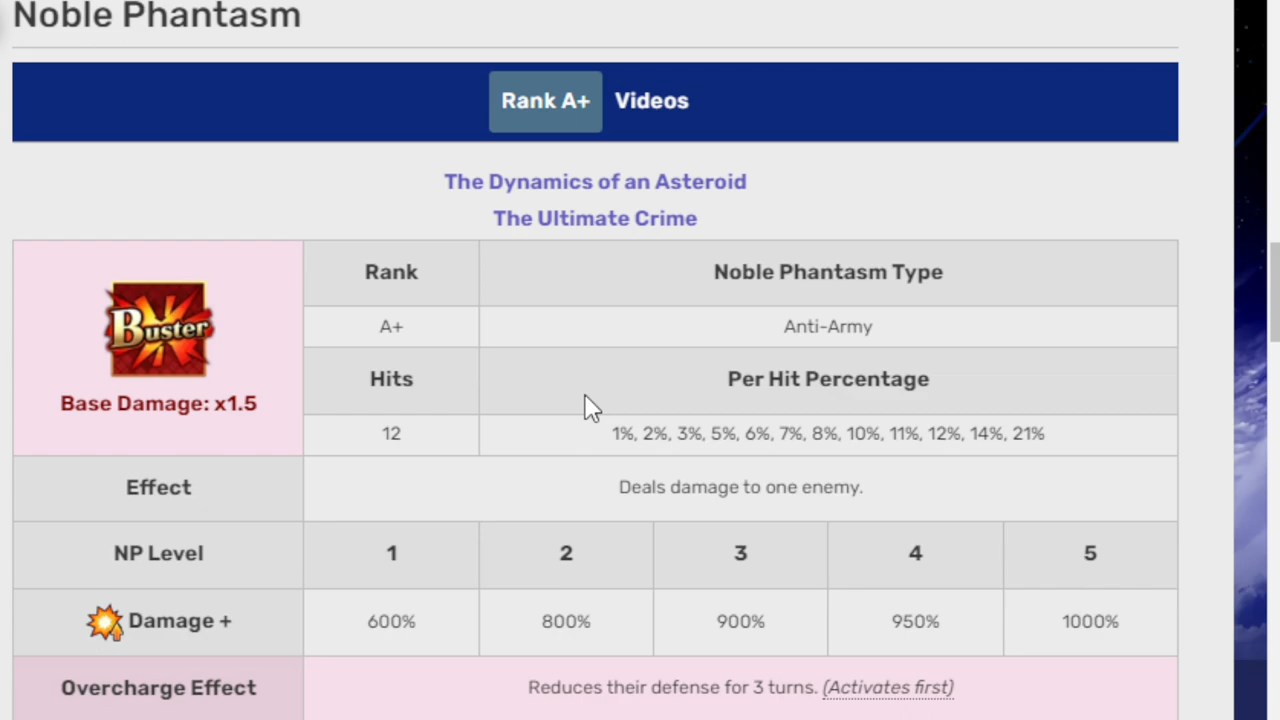 Noble Phantasm
Rank A+ Videos
The Dynamics of an Asteroid
The Ultimate Crime
Buster
Base Damage: x1.5
Rank Noble Phantasm Type
A+ Anti-Army
Hits Per Hit Percentage
12 1%, 2%, 3%, 5%, 6%, 7%, 8%, 10%, 11%, 12%, 14%, 21%
Effect Deals damage to one enemy.
NP Level 1 2 3 4 5
Damage + 600% 800% 900% 950% 1000%
Overcharge Effect Reduces their defense for 3 turns. (Activates first)